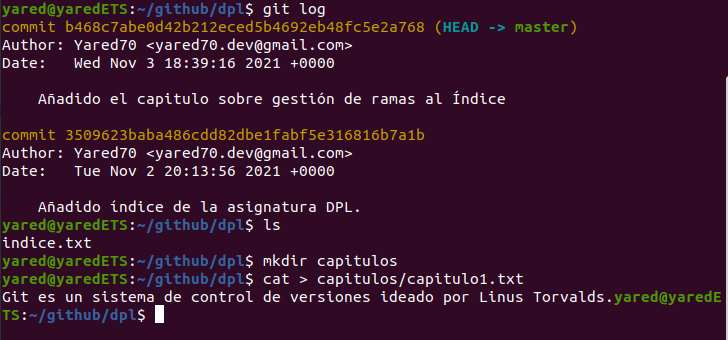 yared@yaredETS:~/github/dpl$ git log
commit b468c7abe0d42b212eced5b4692eb48fc5e2a768 (HEAD -> master)
Author: Yared70 <yared70.dev@gmail.com>
Date:   Wed Nov 3 18:39:16 2021 +0000
    Añadido el capitulo sobre gestión de ramas al Índice
commit 3509623baba486cdd82dbe1fabf5e316816b7a1b
Author: Yared70 <yared70.dev@gmail.com>
Date:   Tue Nov 2 20:13:56 2021 +0000
    Añadido índice de la asignatura DPL.
yared@yaredETS:~/github/dpl$ ls
indice.txt
yared@yaredETS:~/github/dpl$ mkdir capitulos
yared@yaredETS:~/github/dpl$ cat > capitulos/capitulo1.txt
Git es un sistema de control de versiones ideado por Linus Torvalds.yared@yaredE
TS:~/github/dpl$